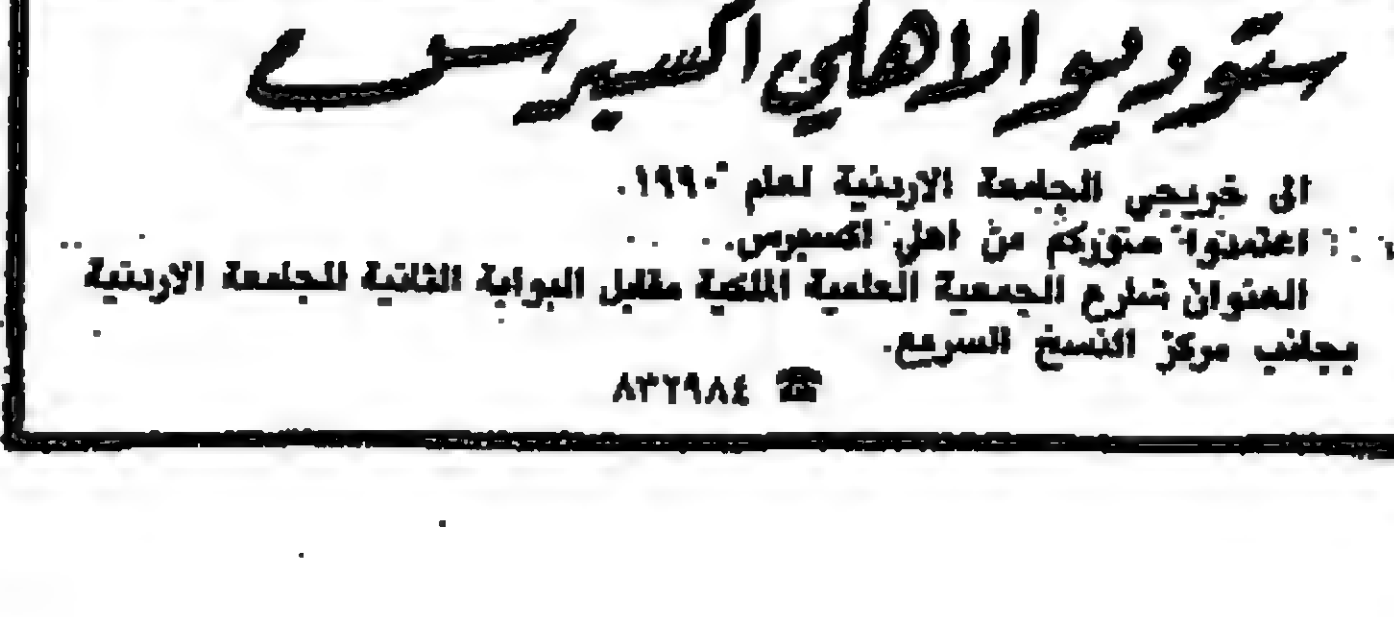 ستوديو الاهلي اكسبرس
الى خريجي الجامعة الاردنية لعام ١٩٩٠.
اعتمدوا صوركم من اهلي اكسبرس.
العنوان شارع الجمعية العلمية الملكية مقابل البوابة الثانية للجامعة الاردنية
بجانب مركز النسخ السريع.
☎ ٨٣٢٩٨٤